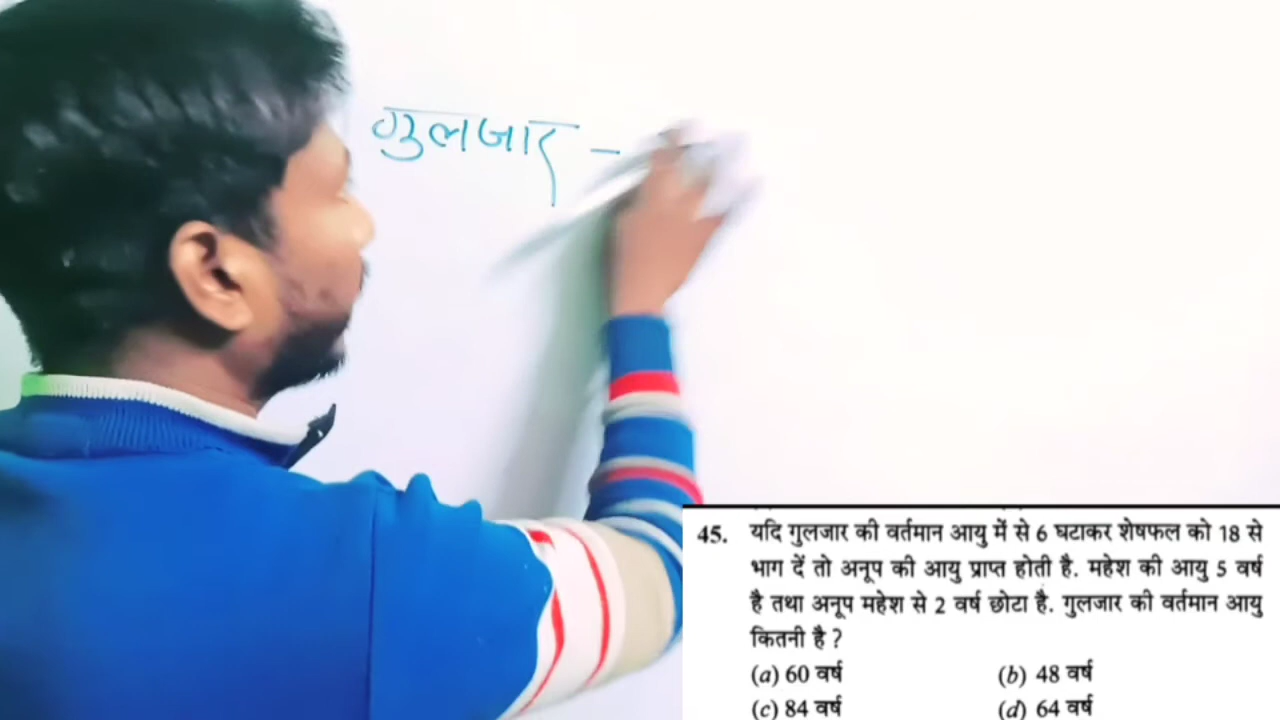 गुलजार -
45. यदि गुलजार की वर्तमान आयु में से 6 घटाकर शेषफल को 18 से
भाग दें तो अनूप की आयु प्राप्त होती है. महेश की आयु 5 वर्ष
है तथा अनूप महेश से 2 वर्ष छोटा है. गुलजार की वर्तमान आयु
कितनी है ?
(a) 60 वर्ष (b) 48 वर्ष
(c) 84 वर्ष (d) 64 वर्ष